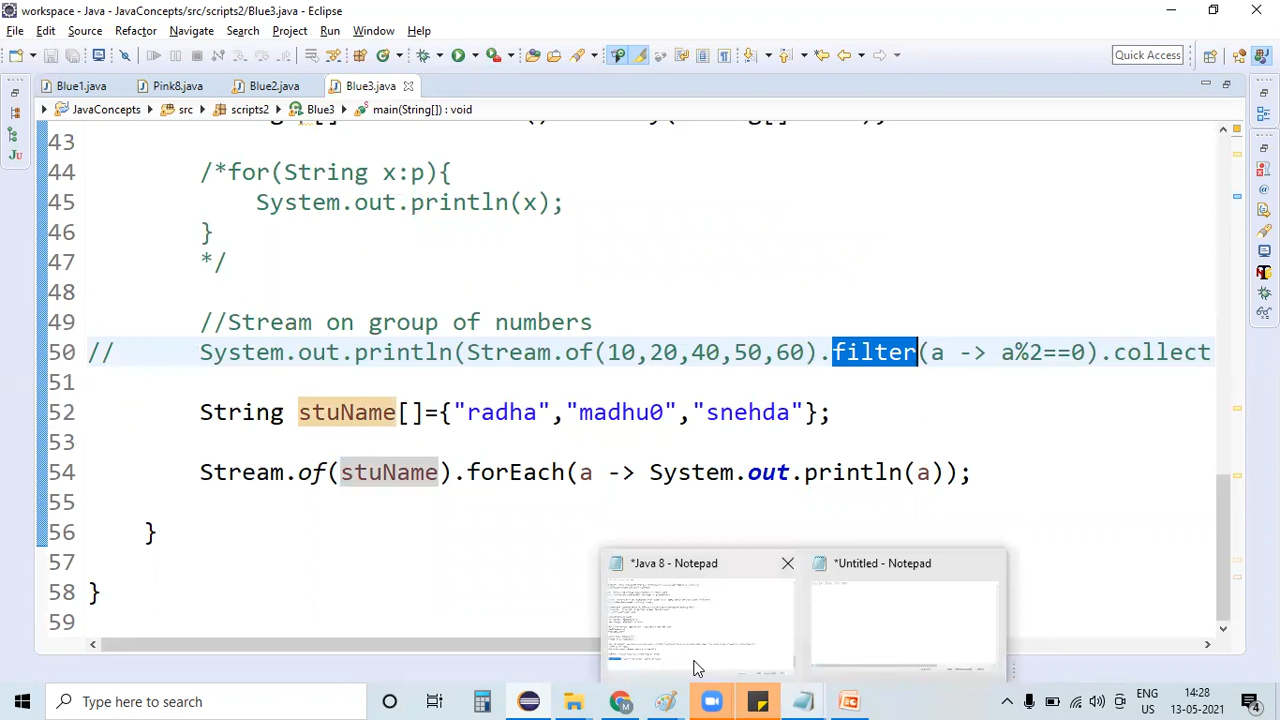 workspace - Java - JavaConcepts/src/scripts2/Blue3.java - Eclipse
File Edit Source Refactor Navigate Search Project Run Window Help
Quick Access
Blue1.java Pink8.java Blue2.java Blue3.java
JavaConcepts src scripts2 Blue3 main(String[]) : void
43
44 /*for(String x:p){
45 System.out.println(x);
46 }
47 */
48
49 //Stream on group of numbers
50 // System.out.println(Stream.of(10,20,40,50,60).filter(a -> a%2==0).collect
51
52 String stuName[]={"radha","madhu0","snehda"};
53
54 Stream.of(stuName).forEach(a -> System.out.println(a));
55
56 }
57
58 }
59
*Java 8 - Notepad
*Untitled - Notepad
Type here to search
ENG
US
14:28
13-05-2021
4